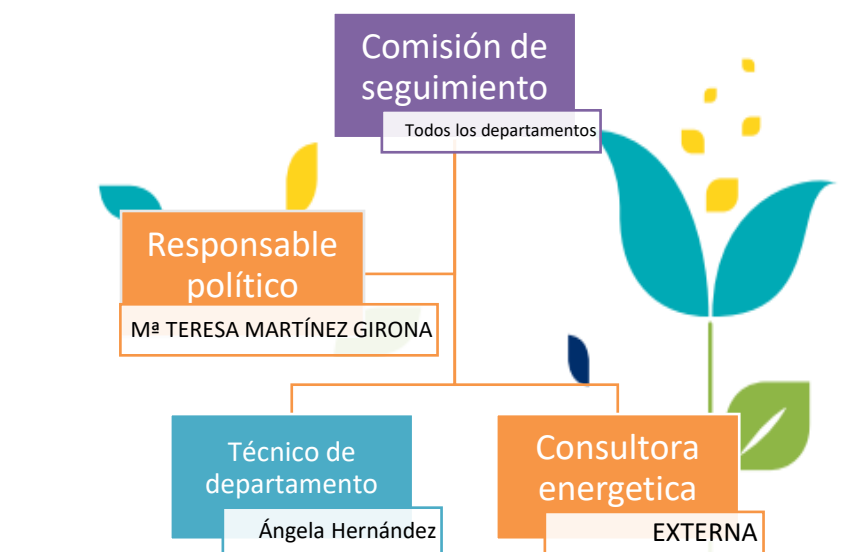 Comisión de
seguimiento
Todos los departamentos
Responsable
político
Mª TERESA MARTÍNEZ GIRONA
Técnico de
departamento
Ángela Hernández
Consultora
energetica
EXTERNA